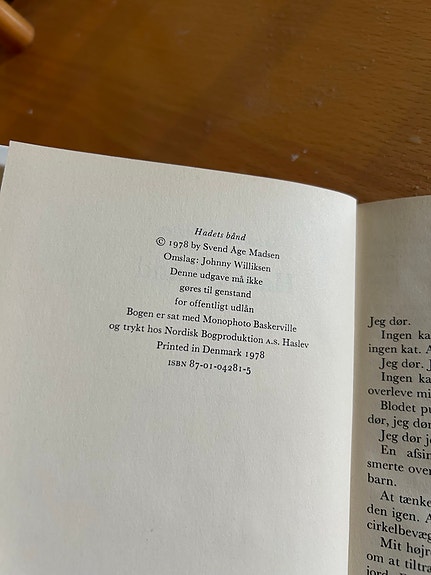 Hadets bånd
© 1978 by Svend Åge Madsen
Omslag: Johnny Williksen
Denne udgave må ikke
gøres til genstand
for offentligt udlån
Bogen er sat med Monophoto Baskerville
og trykt hos Nordisk Bogproduktion A.S. Haslev
Printed in Denmark 1978
ISBN 87-01-04281-5
Jeg dør.
Ingen
ingen kat.
Jeg dør.
Ingen
overleve
Blodet
dør, jeg
Jeg dør
En
smerte
barn.
At
den igen.
Mit
om at
jord.